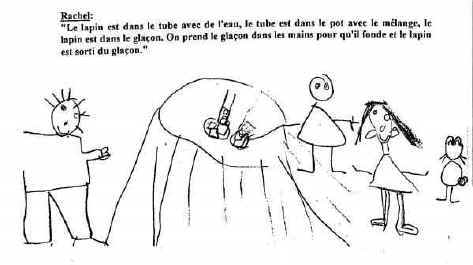 Rachel:
"Le lapin est dans le tube avec de l'eau, le tube est dans le pot avec le mélange, le
lapin est dans le glaçon. On prend le glaçon dans les mains pour qu'il fonde et le lapin
est sorti du glaçon."